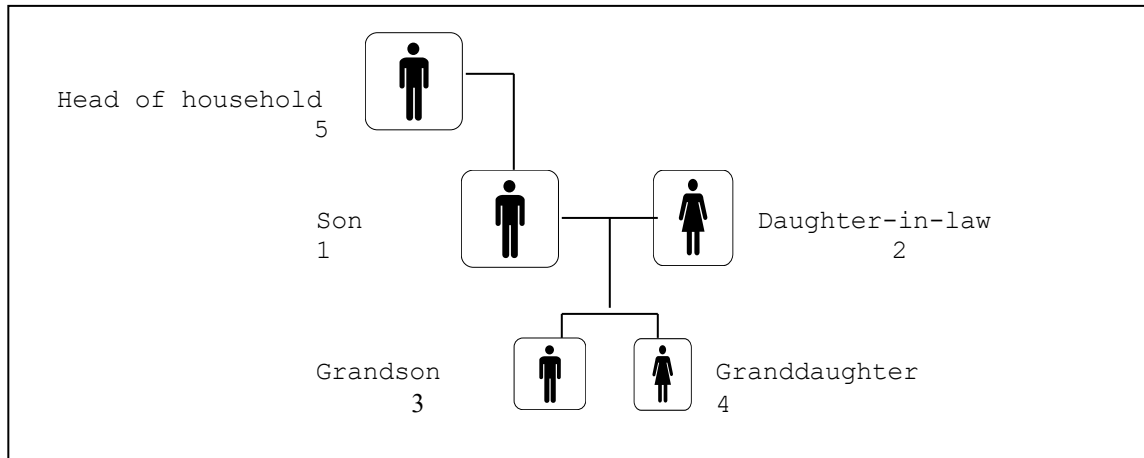 Head of household
5
Son
1
Daughter-in-law
2
Grandson
3
Granddaughter
4